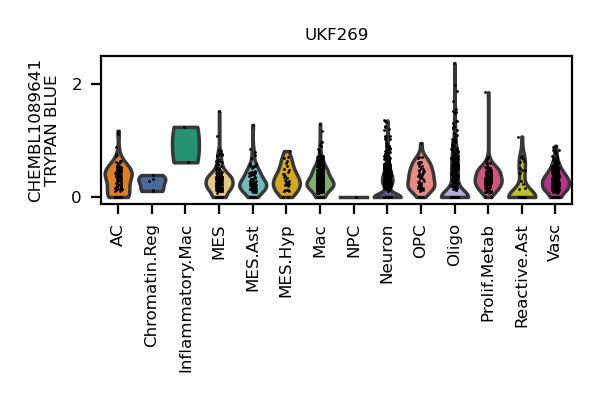 UKF269
CHEMBL1089641
TRYPAN BLUE
2
0
AC
Chromatin.Reg
Inflammatory.Mac
MES
MES.Ast
MES.Hyp
Mac
NPC
Neuron
OPC
Oligo
Prolif.Metab
Reactive.Ast
Vasc